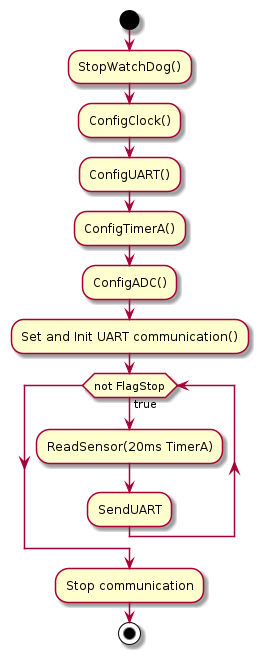 StopWatchDog()
ConfigClock()
ConfigUART()
ConfigTimerA()
ConfigADC()
Set and Init UART communication()
not FlagStop
true
ReadSensor(20ms TimerA)
SendUART
Stop communication